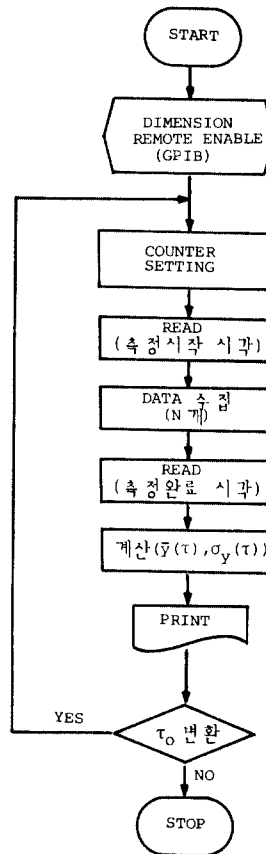 START
DIMENSION
REMOTE ENABLE
(GPIB)
COUNTER
SETTING
READ
(측정시작 시각)
DATA 수집
(N개)
READ
(측정완료 시각)
계산(ȳ(τ),σy(τ))
PRINT
τo 변환
YES
NO
STOP